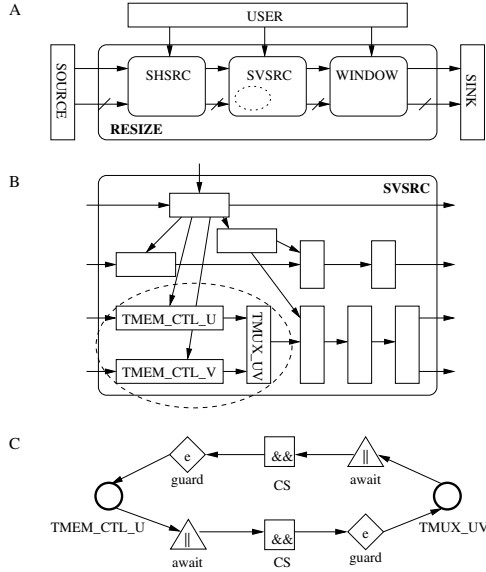 A
USER
SOURCE
SHSRC
SVSRC
WINDOW
SINK
RESIZE
B
SVSRC
TMEM_CTL_U
TMUX_UV
TMEM_CTL_V
C
e
&&
||
guard
CS
await
TMEM_CTL_U
TMUX_UV
||
&&
e
await
CS
guard